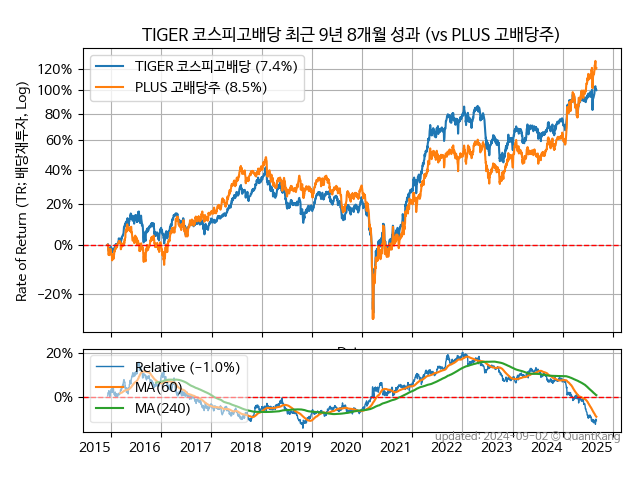 TIGER 코스피고배당 최근 9년 8개월 성과 (vs PLUS 고배당주)
Rate of Return (TR: 배당재투자, Log)
120%
100%
80%
60%
40%
20%
0%
−20%
TIGER 코스피고배당 (7.4%)
PLUS 고배당주 (8.5%)
20%
0%
Relative (−1.0%)
MA(60)
MA(240)
2015 2016 2017 2018 2019 2020 2021 2022 2023 2024 2025
updated: 2024-09-02 © QuantKang